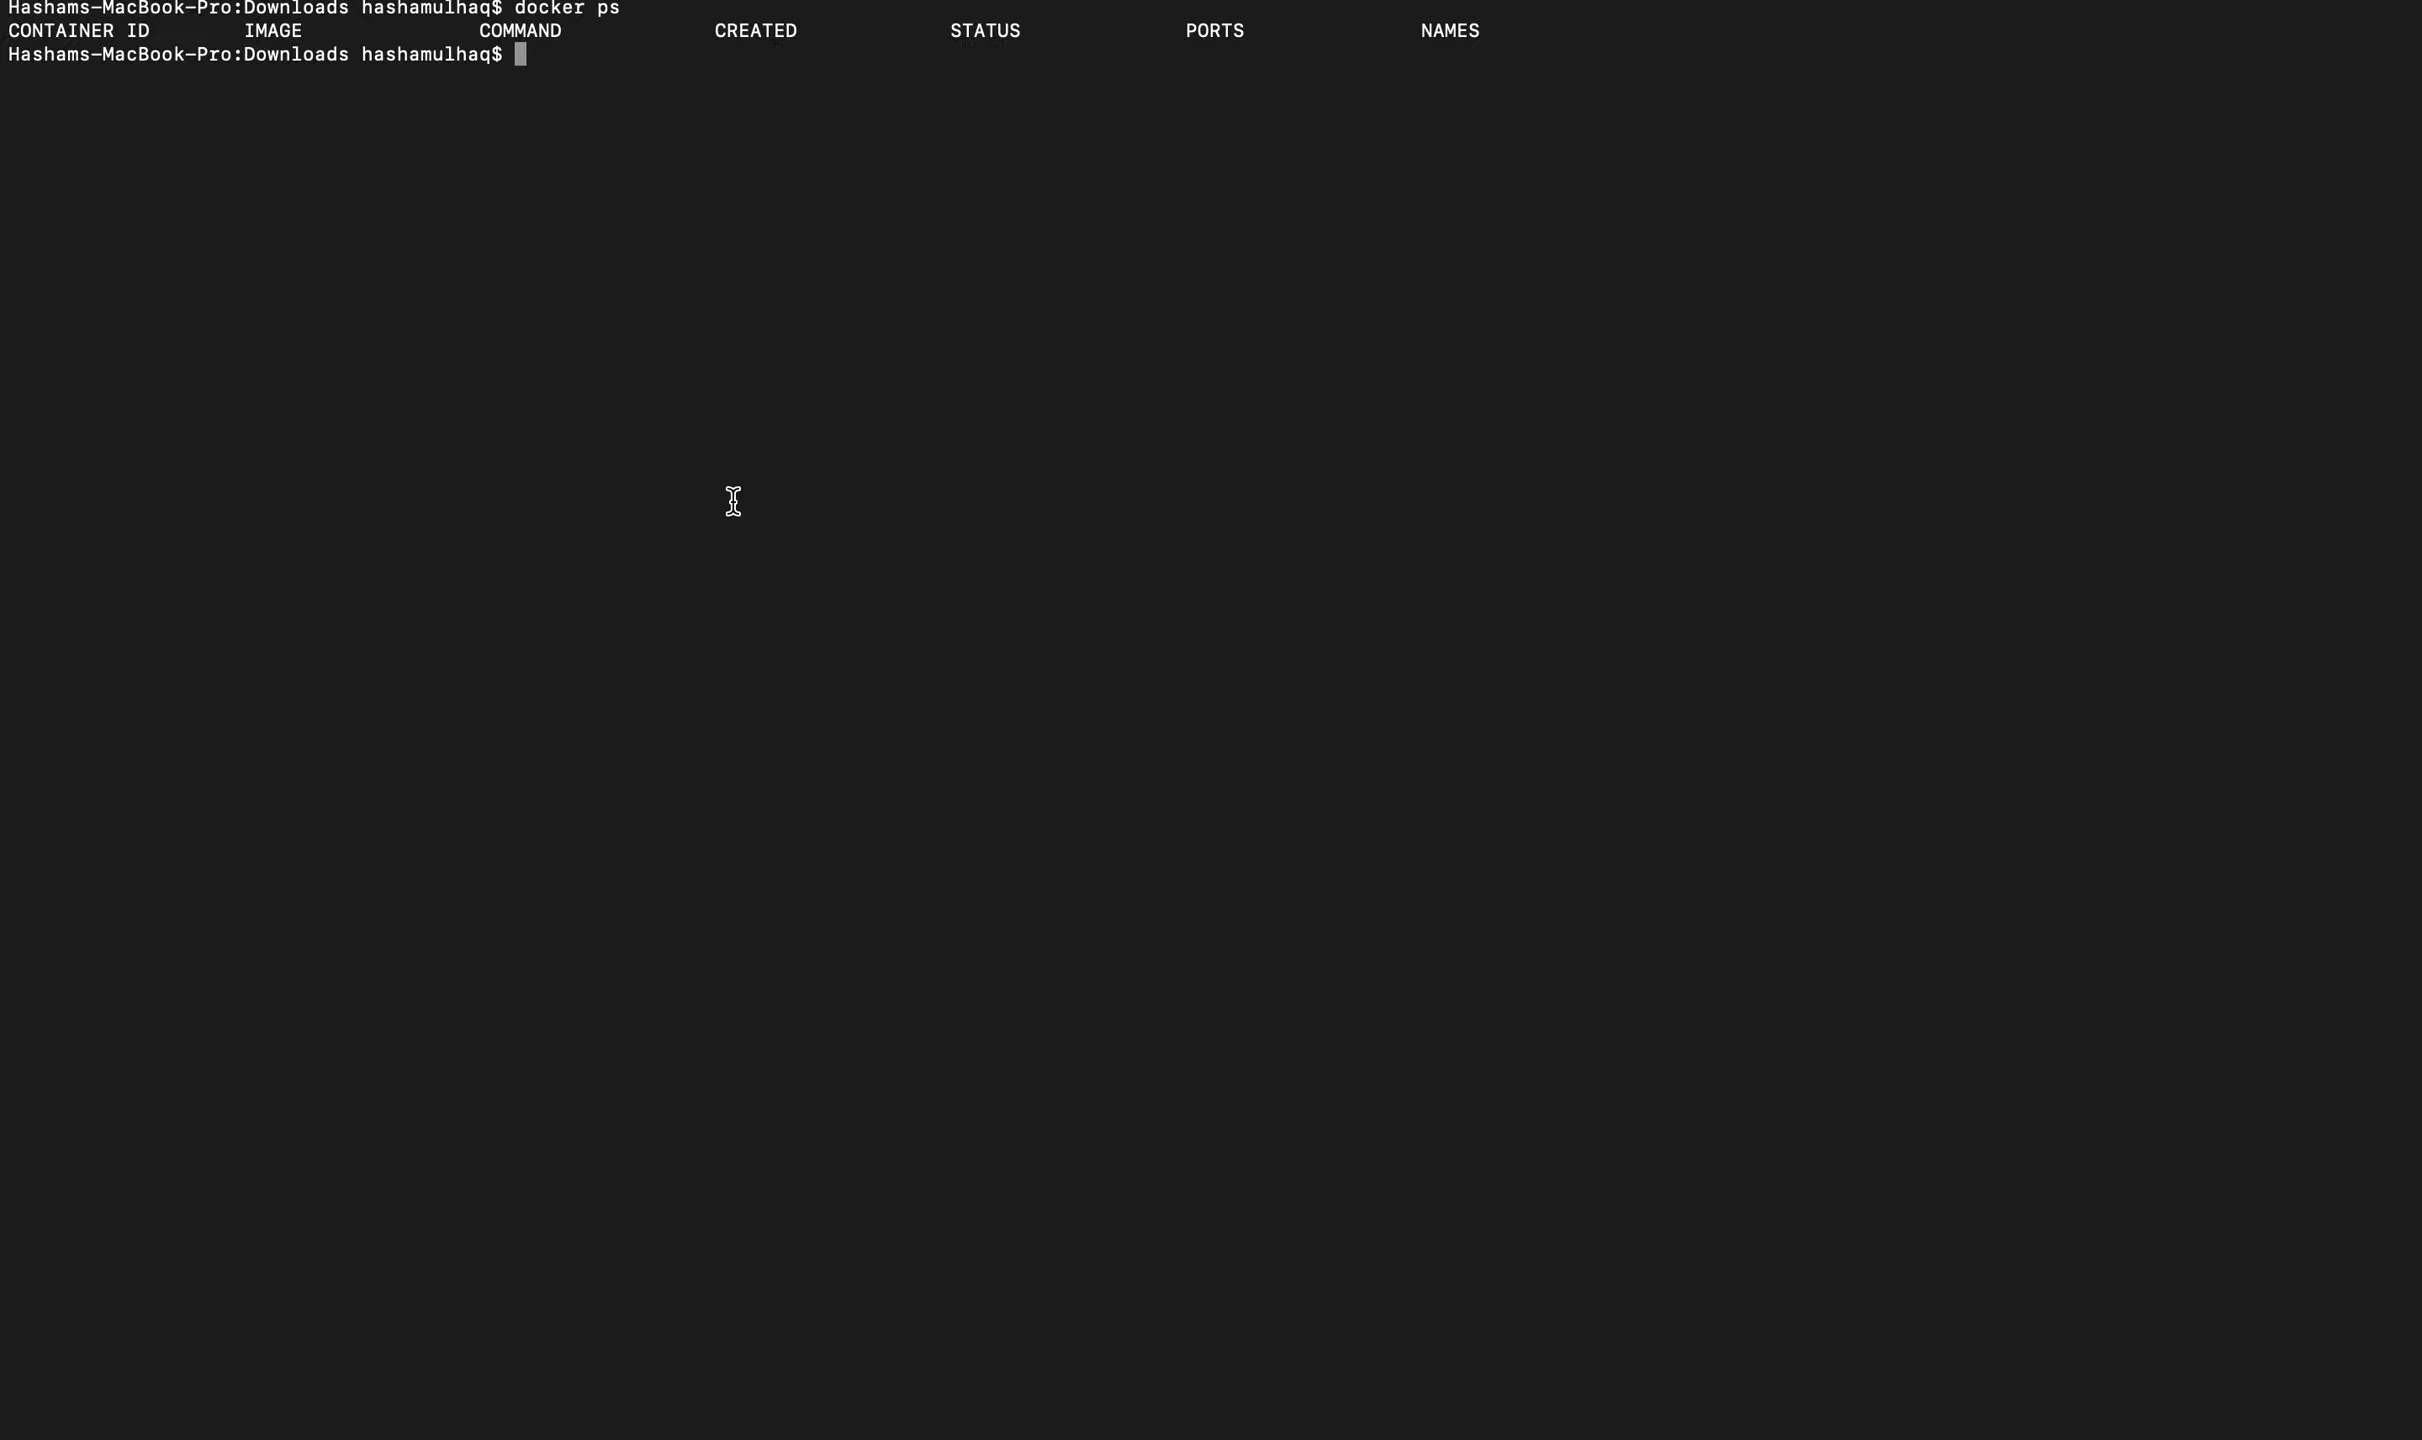 Hashams-MacBook-Pro:Downloads hashamulhaq$ docker ps
CONTAINER ID        IMAGE               COMMAND             CREATED             STATUS              PORTS               NAMES
Hashams-MacBook-Pro:Downloads hashamulhaq$